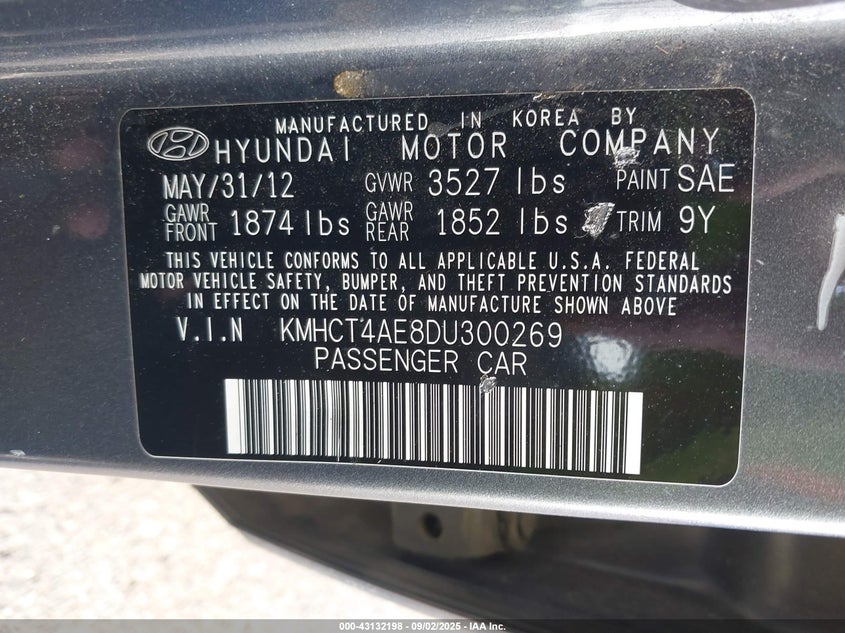 MANUFACTURED IN KOREA BY
HYUNDAI MOTOR COMPANY
MAY/31/12 GVWR 3527 lbs PAINT SAE
GAWR FRONT 1874 lbs GAWR REAR 1852 lbs TRIM 9Y
THIS VEHICLE CONFORMS TO ALL APPLICABLE U.S.A. FEDERAL
MOTOR VEHICLE SAFETY, BUMPER, AND THEFT PREVENTION STANDARDS
IN EFFECT ON THE DATE OF MANUFACTURE SHOWN ABOVE
V.I.N KMHCT4AE8DU300269
PASSENGER CAR
000-43132198 - 09/02/2025 - IAA Inc.